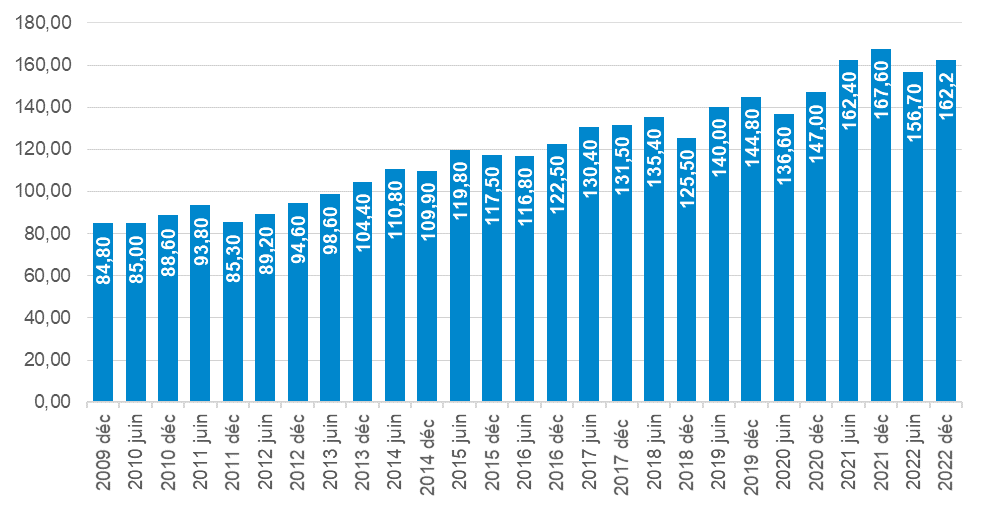 180,00
160,00
140,00
120,00
100,00
80,00
60,00
40,00
20,00
0,00
84,80
85,00
88,60
93,80
85,30
89,20
94,60
98,60
104,40
110,80
109,90
119,80
117,50
116,80
122,50
130,40
131,50
135,40
125,50
140,00
144,80
136,60
147,00
162,40
167,60
156,70
162,2
2009 déc
2010 juin
2010 déc
2011 juin
2011 déc
2012 juin
2012 déc
2013 juin
2013 déc
2014 juin
2014 déc
2015 juin
2015 déc
2016 juin
2016 déc
2017 juin
2017 déc
2018 juin
2018 déc
2019 juin
2019 déc
2020 juin
2020 déc
2021 juin
2021 déc
2022 juin
2022 déc